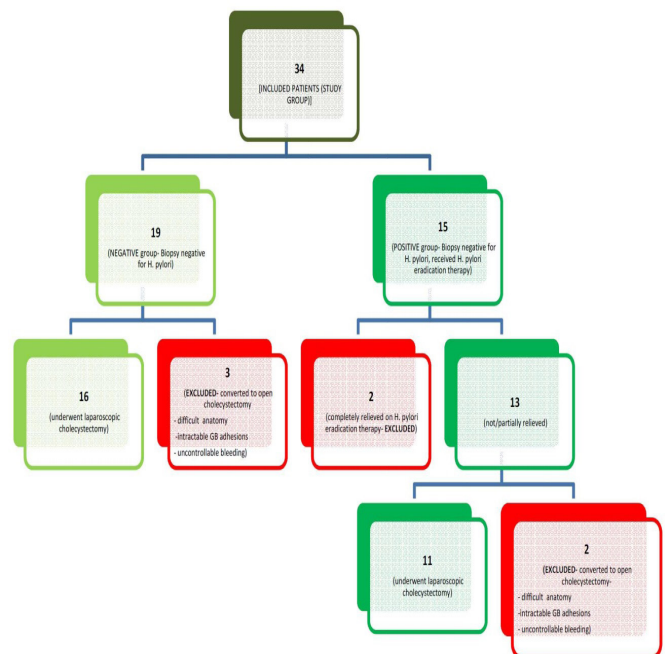 34
[INCLUDED PATIENTS (STUDY
GROUP)]
19
(NEGATIVE group- Biopsy negative
for H. pylori)
15
(POSITIVE group- Biopsy negative for
H. pylori, received H. pylori
eradication therapy)
16
(underwent laparoscopic
cholecystectomy)
3
(EXCLUDED- converted to open
cholecystectomy
- difficult anatomy
-intractable GB adhesions
- uncontrollable bleeding)
2
(completely relieved on H. pylori
eradication therapy- EXCLUDED)
13
(not/partially relieved)
11
(underwent laparoscopic
cholecystectomy)
2
(EXCLUDED- converted to open
cholecystectomy-
- difficult anatomy
-intractable GB adhesions
- uncontrollable bleeding)